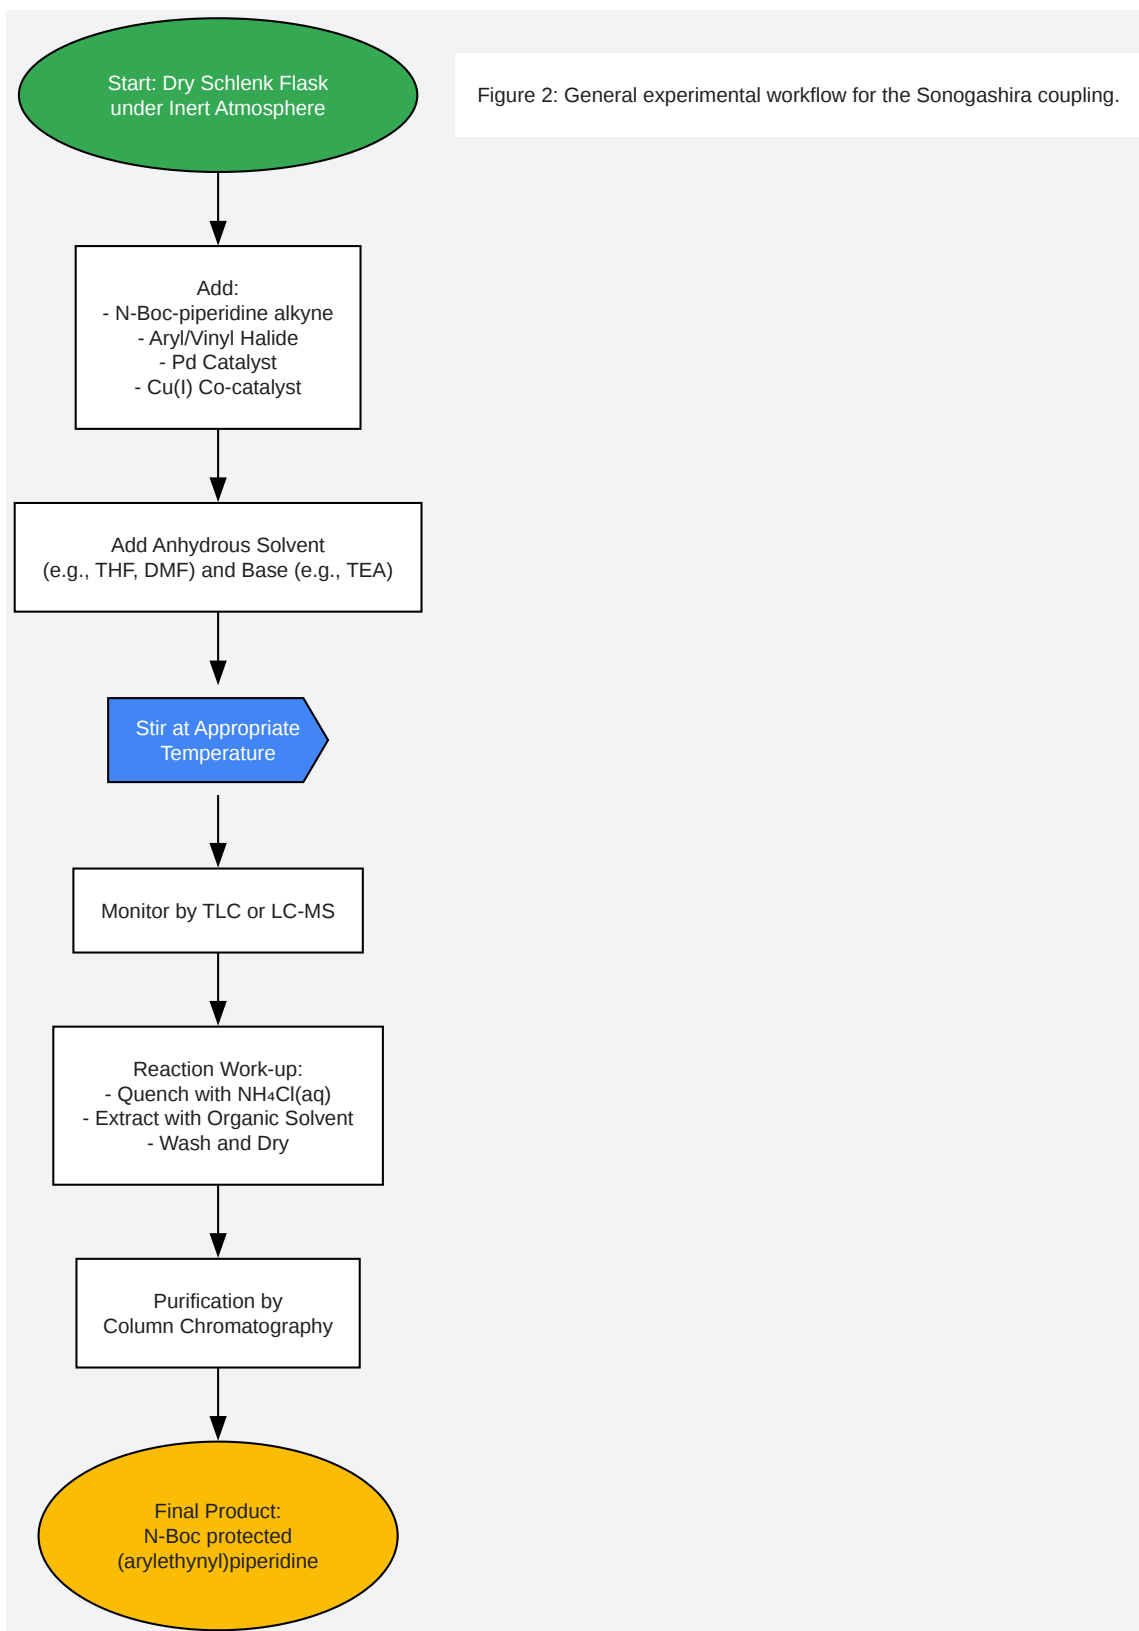 Start: Dry Schlenk Flask
under Inert Atmosphere
Figure 2: General experimental workflow for the Sonogashira coupling.
Add:
- N-Boc-piperidine alkyne
- Aryl/Vinyl Halide
- Pd Catalyst
- Cu(I) Co-catalyst
Add Anhydrous Solvent
(e.g., THF, DMF) and Base (e.g., TEA)
Stir at Appropriate
Temperature
Monitor by TLC or LC-MS
Reaction Work-up:
- Quench with NH₄Cl(aq)
- Extract with Organic Solvent
- Wash and Dry
Purification by
Column Chromatography
Final Product:
N-Boc protected
(arylethynyl)piperidine